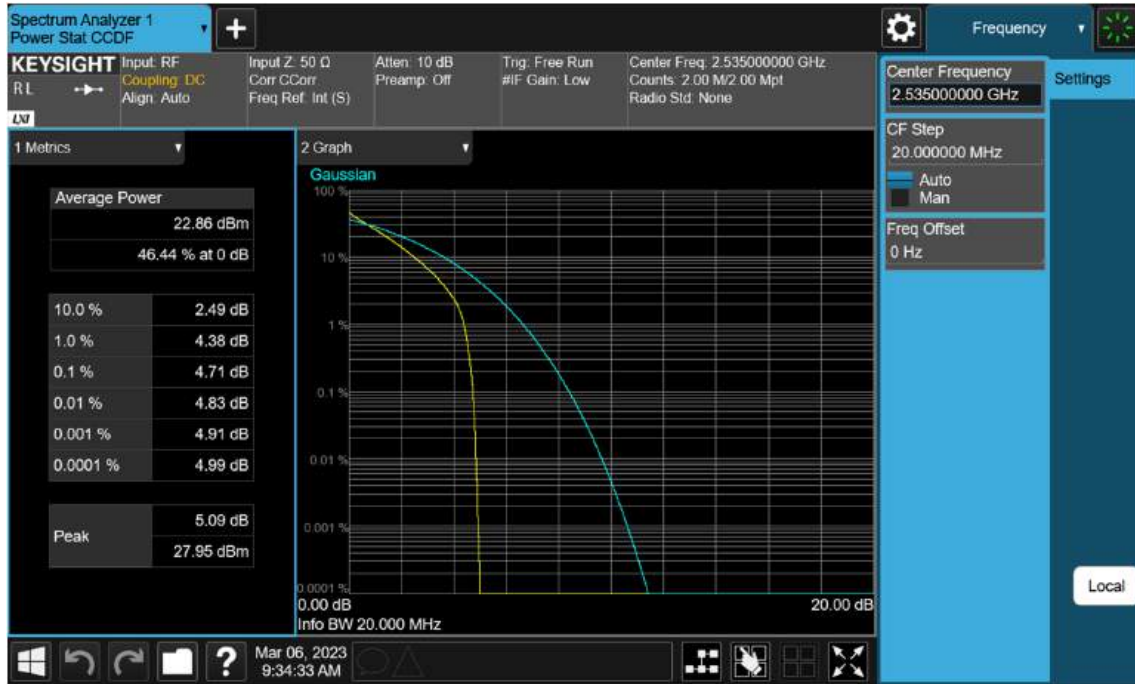 Spectrum Analyzer 1
Power Stat CCDF
+
Frequency
KEYSIGHT
RL
LXI
Input: RF
Coupling: DC
Align: Auto
Input Z: 50 Ω
Corr CCorr
Freq Ref: Int (S)
Atten: 10 dB
Preamp: Off
Trig: Free Run
#IF Gain: Low
Center Freq: 2.535000000 GHz
Counts: 2.00 M/2.00 Mpt
Radio Std: None
Center Frequency
2.535000000 GHz
Settings
CF Step
20.000000 MHz
Auto
Man
Freq Offset
0 Hz
1 Metrics
Average Power
22.86 dBm
46.44 % at 0 dB
10.0 % 2.49 dB
1.0 % 4.38 dB
0.1 % 4.71 dB
0.01 % 4.83 dB
0.001 % 4.91 dB
0.0001 % 4.99 dB
Peak
5.09 dB
27.95 dBm
2 Graph
Gaussian
100 %
10 %
1 %
0.1 %
0.01 %
0.001 %
0.0001 %
0.00 dB 20.00 dB
Info BW 20.000 MHz
Local
?
Mar 06, 2023
9:34:33 AM